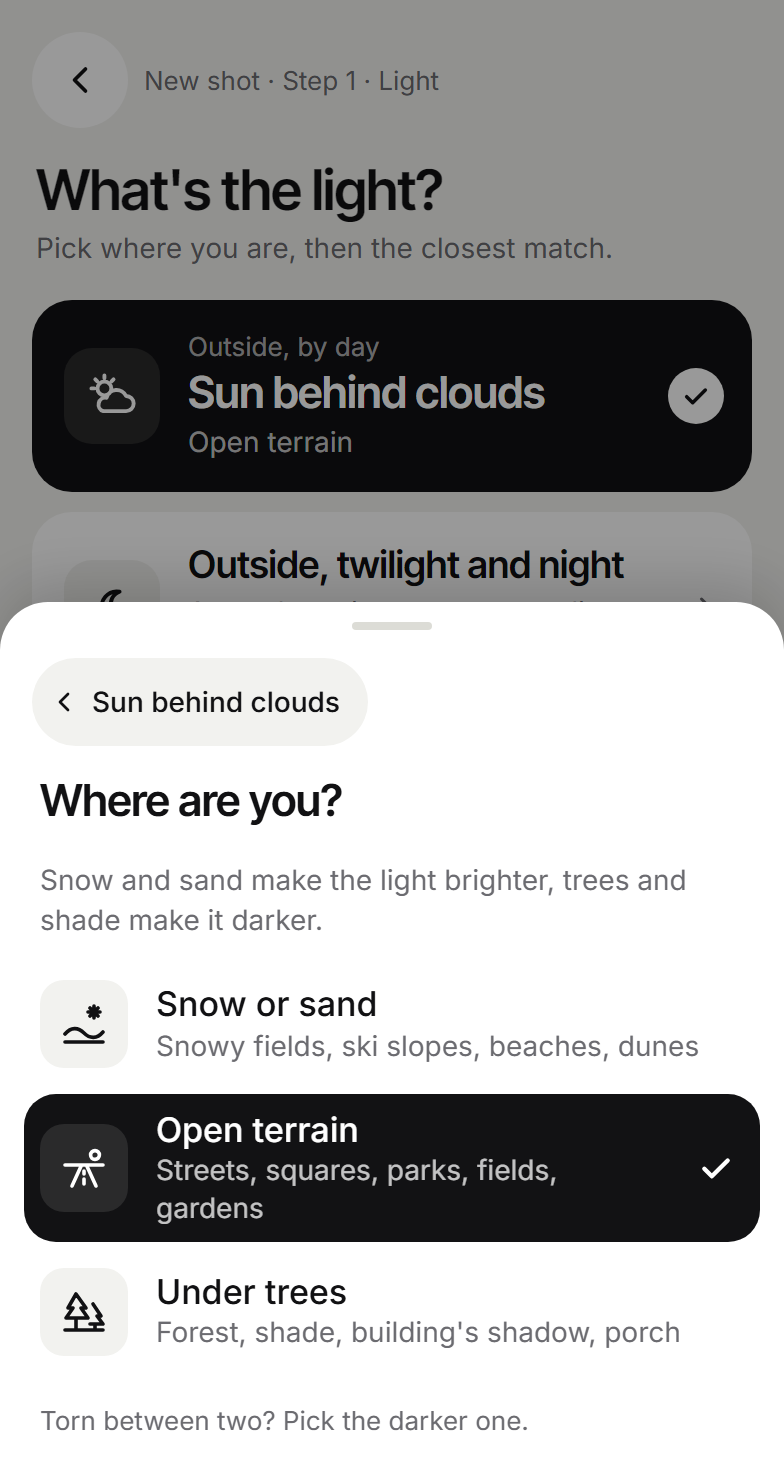 New shot · Step 1 · Light
What's the light?
Pick where you are, then the closest match.
Outside, by day
Sun behind clouds
Open terrain
Outside, twilight and night
Sun behind clouds
Where are you?
Snow and sand make the light brighter, trees and
shade make it darker.
Snow or sand
Snowy fields, ski slopes, beaches, dunes
Open terrain
Streets, squares, parks, fields,
gardens
Under trees
Forest, shade, building's shadow, porch
Torn between two? Pick the darker one.